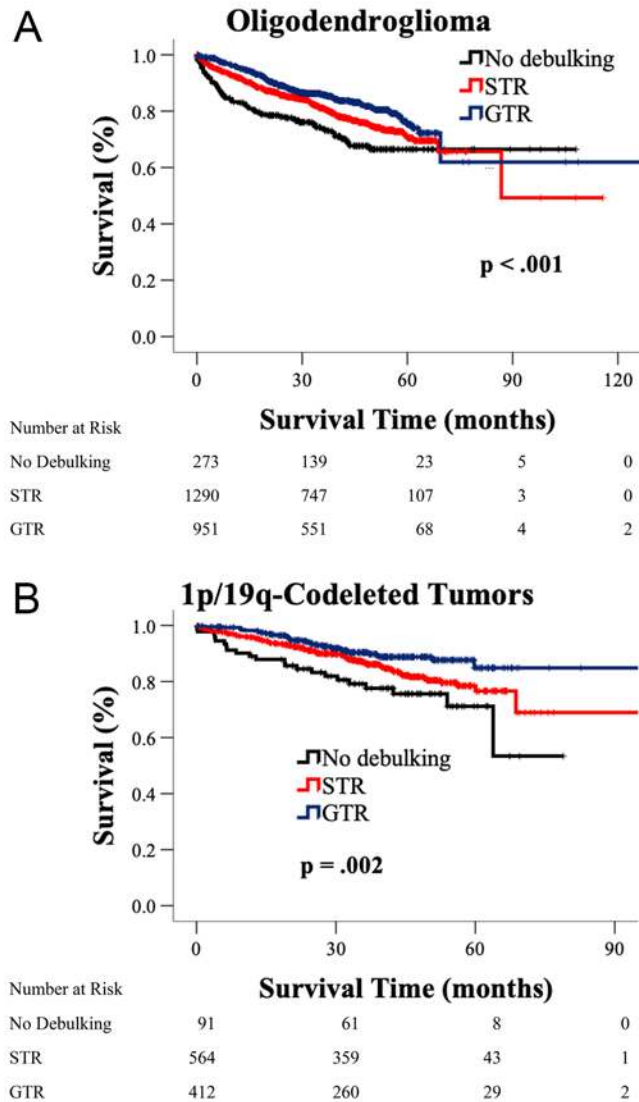 A
Oligodendroglioma
No debulking
STR
GTR
1.0
0.8
0.6
0.4
0.2
0.0
Survival (%)
p < .001
0 30 60 90 120
Survival Time (months)
Number at Risk
No Debulking 273 139 23 5 0
STR 1290 747 107 3 0
GTR 951 551 68 4 2
B
1p/19q-Codeleted Tumors
1.0
0.8
0.6
0.4
0.2
0.0
Survival (%)
No debulking
STR
GTR
p = .002
0 30 60 90
Survival Time (months)
Number at Risk
No Debulking 91 61 8 0
STR 564 359 43 1
GTR 412 260 29 2